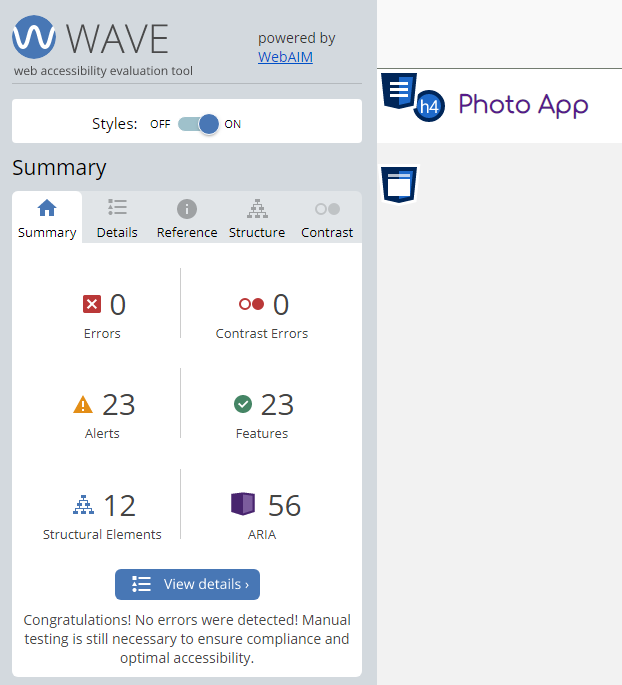 WAVE
web accessibility evaluation tool
powered by
WebAIM
Styles: OFF ON
Summary
Summary Details Reference Structure Contrast
0
Errors
0
Contrast Errors
23
Alerts
23
Features
12
Structural Elements
56
ARIA
View details ›
Congratulations! No errors were detected! Manual
testing is still necessary to ensure compliance and
optimal accessibility.
h4 Photo App